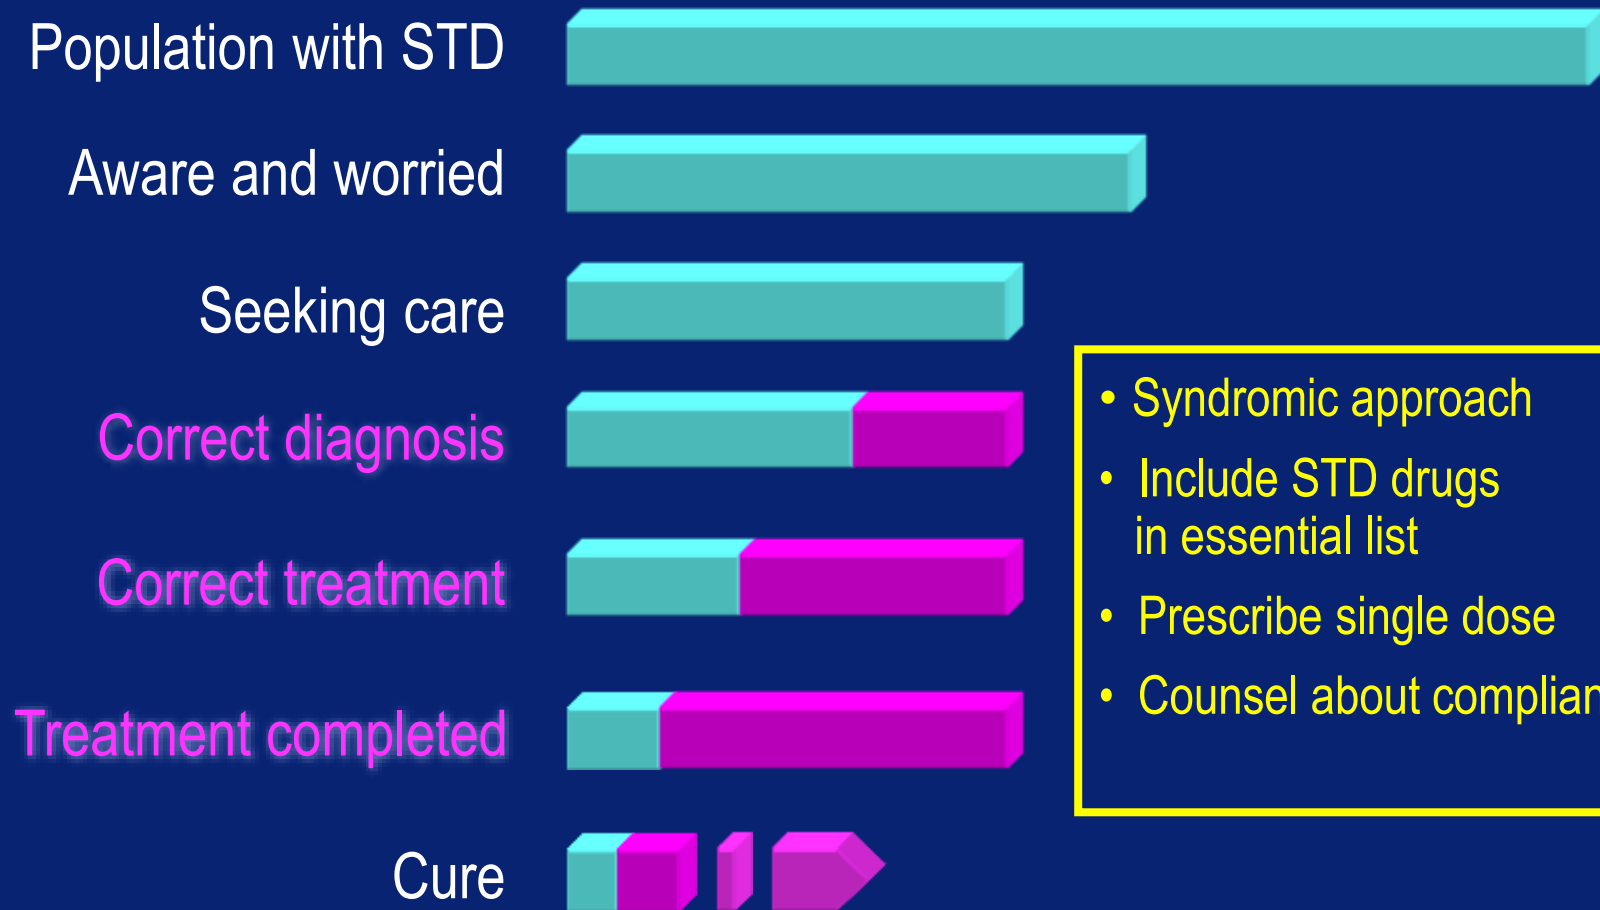 Population with STD
Aware and worried
Seeking care
Correct diagnosis
Correct treatment
Treatment completed
Cure
• Syndromic approach
• Include STD drugs
in essential list
• Prescribe single dose
• Counsel about